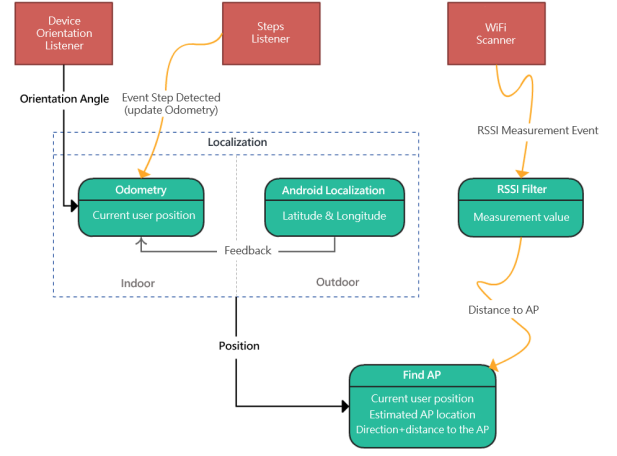 Device
Orientation
Listener
Steps
Listener
WiFi
Scanner
Orientation Angle
Event Step Detected
(update Odometry)
RSSI Measurement Event
Localization
Odometry
Current user position
Android Localization
Latitude & Longitude
RSSI Filter
Measurement value
Feedback
Indoor
Outdoor
Distance to AP
Position
Find AP
Current user position
Estimated AP location
Direction+distance to the AP